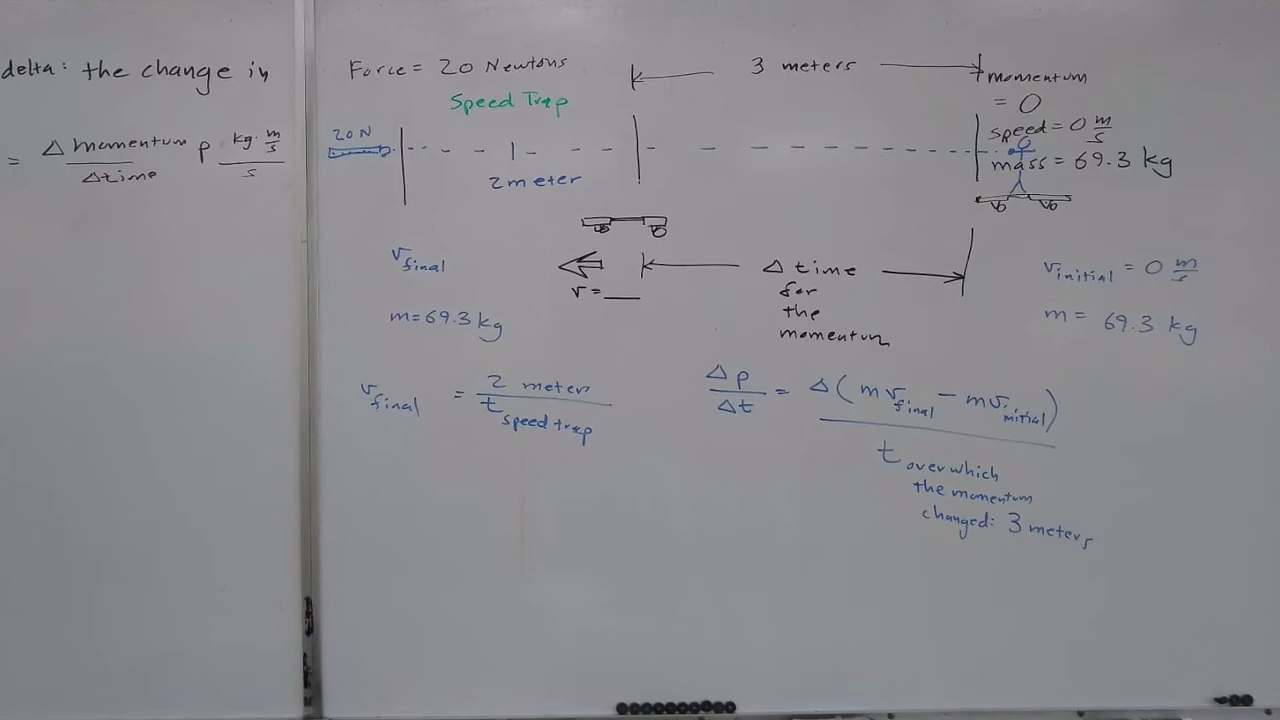 delta: the change in
= Δ momentum / Δtime p kg · m/s / s
Force = 20 Newtons
Speed Trap
3 meters
momentum
= 0
speed = 0 m/s
mass = 69.3 kg
20 N
2 meter
v final
m = 69.3 kg
v = ___
Δ time
for
the
momentum
v initial = 0 m/s
m = 69.3 kg
v final = 2 meter / t speed trap
Δp / Δt = Δ(mv final − mv initial) / t over which
the momentum
changed: 3 meters